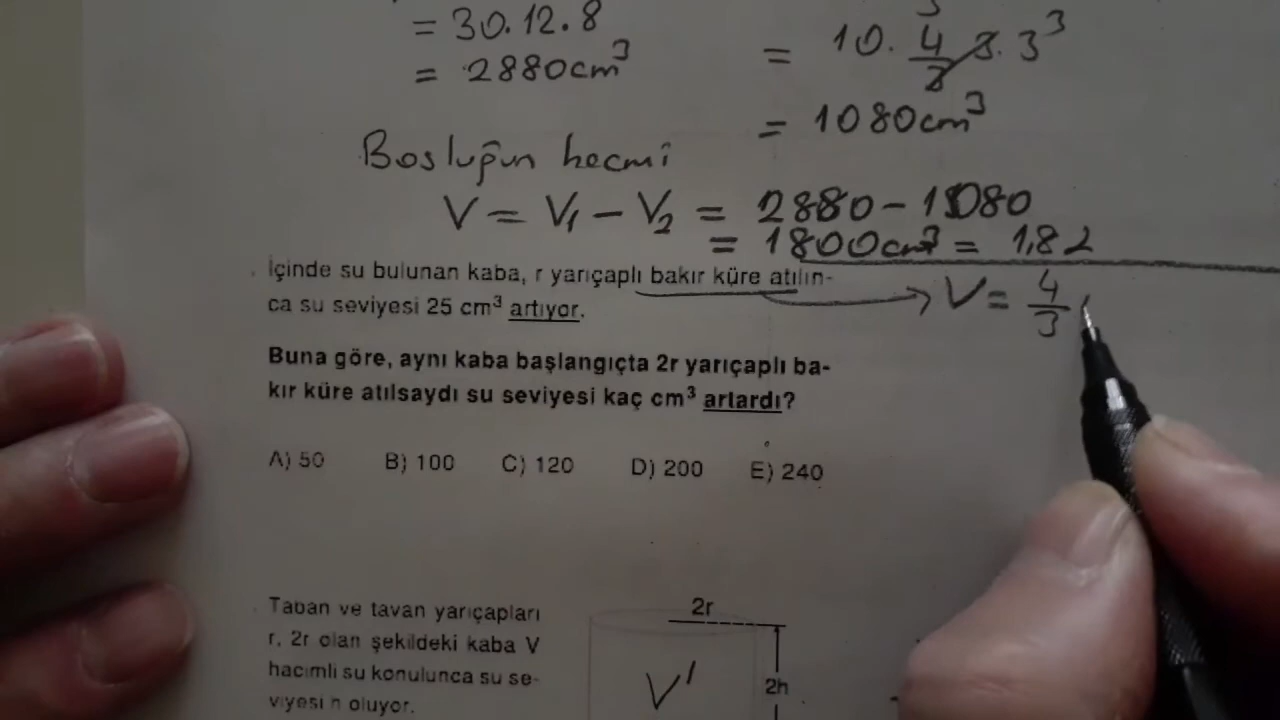 = 30.12.8
= 2880cm³
= 10. 4/3 3.3³
= 1080cm³
Boşluğun hacmi
V = V₁ - V₂ = 2880 - 1080
= 1800cm³ = 1,8L
İçinde su bulunan kaba, r yarıçaplı bakır küre atılın-
ca su seviyesi 25 cm³ artıyor.
V = 4/3
Buna göre, aynı kaba başlangıçta 2r yarıçaplı ba-
kır küre atılsaydı su seviyesi kaç cm³ artardı?
A) 50 B) 100 C) 120 D) 200 E) 240
Taban ve tavan yarıçapları
r, 2r olan şekildeki kaba V
hacimli su konulunca su se-
viyesi h oluyor.
2r
V'
2h